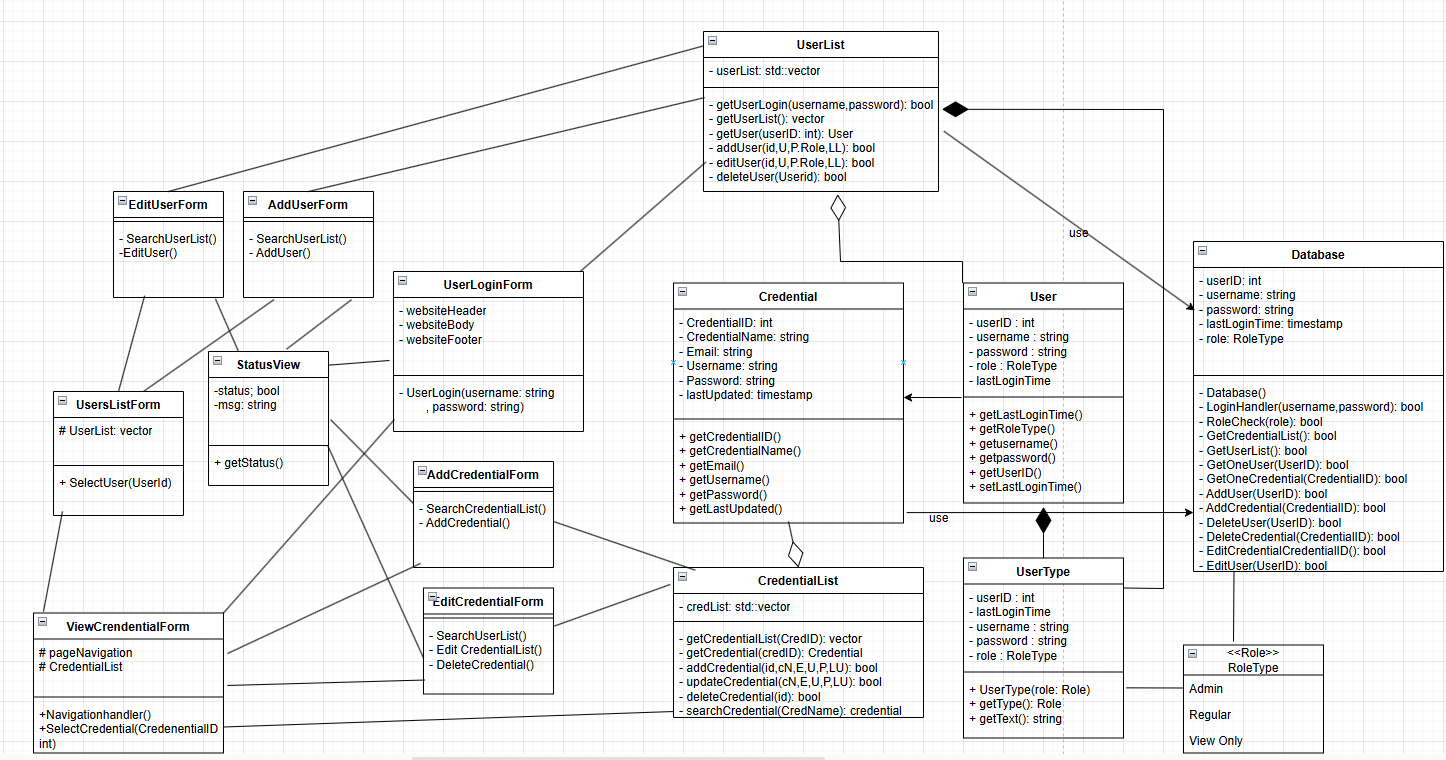 UserList
- userList: std::vector
- getUserLogin(username,password): bool
- getUserList(): vector
- getUser(userID: int): User
- addUser(id,U,P.Role,LL): bool
- editUser(id,U,P.Role,LL): bool
- deleteUser(Userid): bool
EditUserForm
- SearchUserList()
-EditUser()
AddUserForm
- SearchUserList()
- AddUser()
use
Database
- userID: int
- username: string
- password: string
- lastLoginTime: timestamp
- role: RoleType
- Database()
- LoginHandler(username,password): bool
- RoleCheck(role): bool
- GetCredentialList(): bool
- GetUserList(): bool
- GetOneUser(UserID): bool
- GetOneCredential(CredentialID): bool
- AddUser(UserID): bool
- AddCredential(CredentialID): bool
- DeleteUser(UserID): bool
- DeleteCredential(CredentialID): bool
- EditCredentialCredentialID(): bool
- EditUser(UserID): bool
UserLoginForm
- websiteHeader
- websiteBody
- websiteFooter
- UserLogin(username: string
, password: string)
Credential
- CredentialID: int
- CredentialName: string
- Email: string
- Username: string
- Password: string
- lastUpdated: timestamp
+ getCredentialID()
+ getCredentialName()
+ getEmail()
+ getUsername()
+ getPassword()
+ getLastUpdated()
User
- userID : int
- username : string
- password : string
- role : RoleType
- lastLoginTime
+ getLastLoginTime()
+ getRoleType()
+ getusername()
+ getpassword()
+ getUserID()
+ setLastLoginTime()
use
StatusView
-status; bool
-msg: string
+ getStatus()
UsersListForm
# UserList: vector
+ SelectUser(UserId)
AddCredentialForm
- SearchCredentialList()
- AddCredential()
EditCredentialForm
- SearchUserList()
- Edit CredentialList()
- DeleteCredential()
CredentialList
- credList: std::vector
- getCredentialList(CredID): vector
- getCredential(credID): Credential
- addCredential(id,cN,E,U,P,LU): bool
- updateCredential(cN,E,U,P,LU): bool
- deleteCredential(id): bool
- searchCredential(CredName): credential
UserType
- userID : int
- lastLoginTime
- username : string
- password : string
- role : RoleType
+ UserType(role: Role)
+ getType(): Role
+ getText(): string
<<Role>>
RoleType
Admin
Regular
View Only
ViewCrendentialForm
# pageNavigation
# CredentialList
+Navigationhandler()
+SelectCredential(CredenentialID
int)